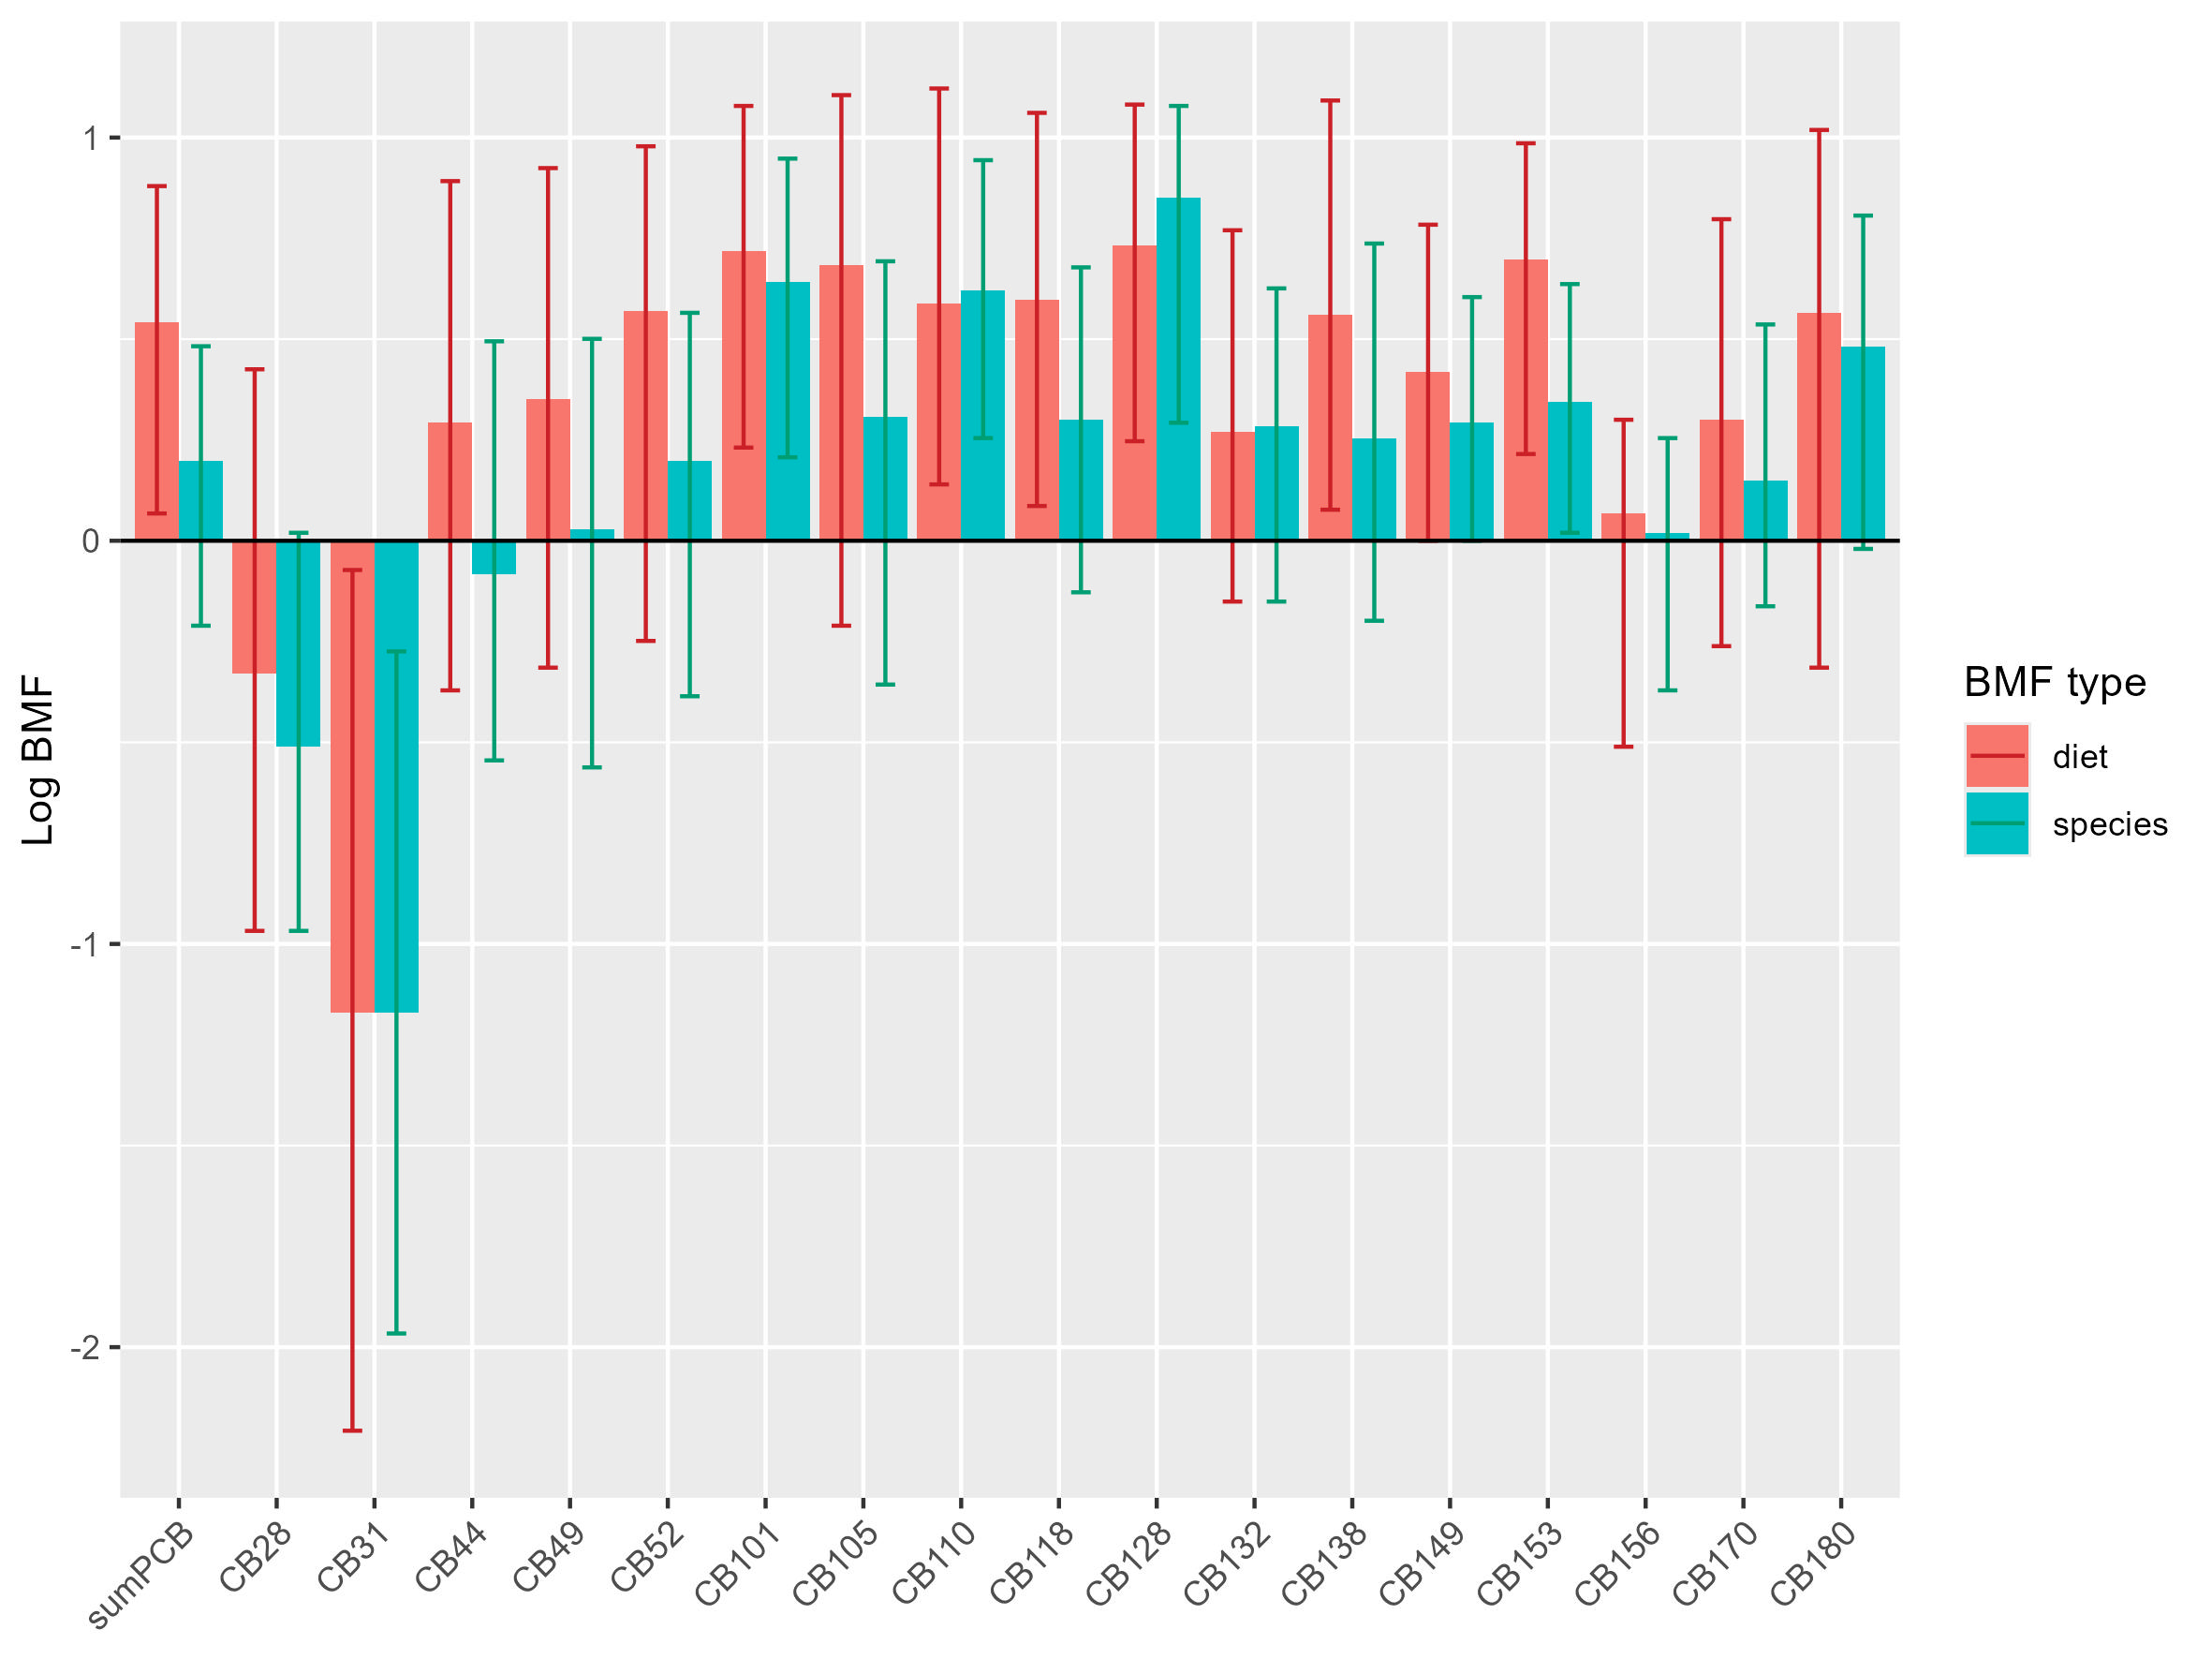 Log BMF
1
0
-1
-2
sumPCB
CB28
CB31
CB44
CB49
CB52
CB101
CB105
CB110
CB118
CB128
CB132
CB138
CB149
CB153
CB156
CB170
CB180
BMF type
diet
species